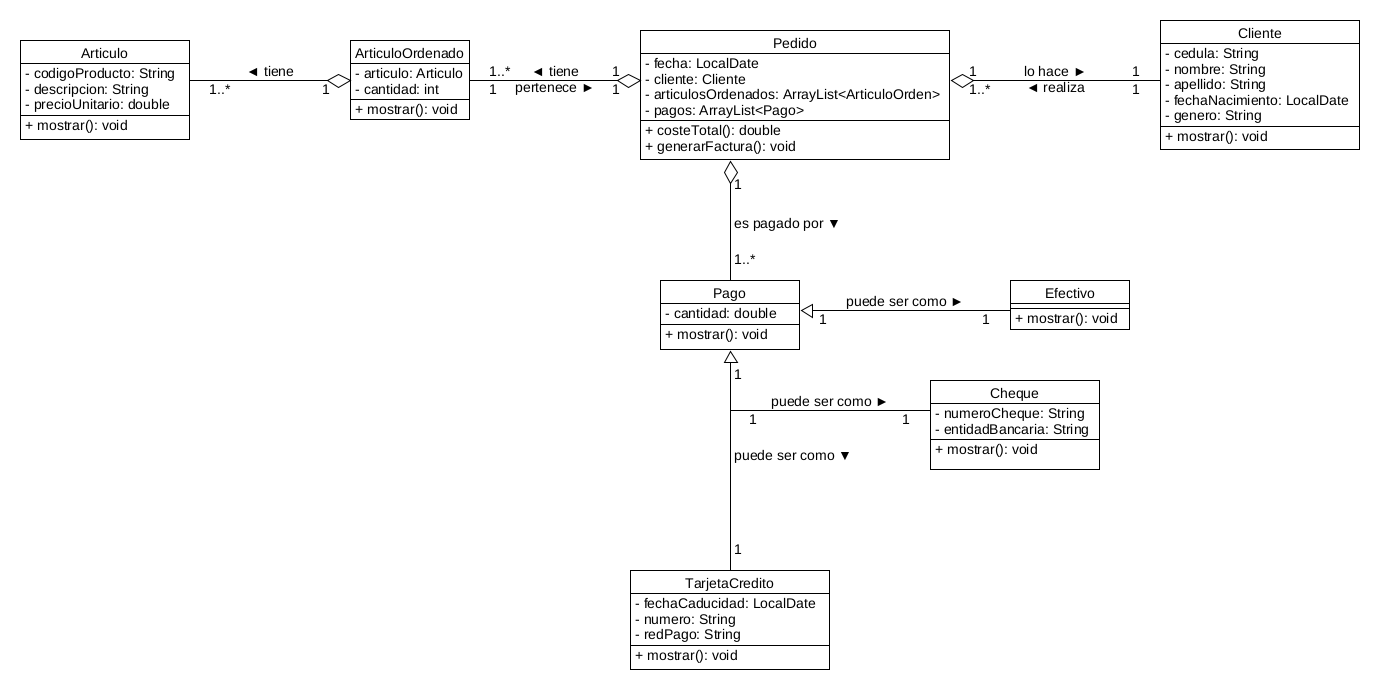 Articulo
- codigoProducto: String
- descripcion: String
- precioUnitario: double
+ mostrar(): void
◄ tiene
1..*
1
ArticuloOrdenado
- articulo: Articulo
- cantidad: int
+ mostrar(): void
1..* ◄ tiene 1
1 pertenece ► 1
Pedido
- fecha: LocalDate
- cliente: Cliente
- articulosOrdenados: ArrayList<ArticuloOrden>
- pagos: ArrayList<Pago>
+ costeTotal(): double
+ generarFactura(): void
1 lo hace ► 1
1..* ◄ realiza 1
Cliente
- cedula: String
- nombre: String
- apellido: String
- fechaNacimiento: LocalDate
- genero: String
+ mostrar(): void
1
es pagado por ▼
1..*
Pago
- cantidad: double
+ mostrar(): void
puede ser como ►
1
1
Efectivo
+ mostrar(): void
1
puede ser como ►
1
1
Cheque
- numeroCheque: String
- entidadBancaria: String
+ mostrar(): void
puede ser como ▼
1
TarjetaCredito
- fechaCaducidad: LocalDate
- numero: String
- redPago: String
+ mostrar(): void